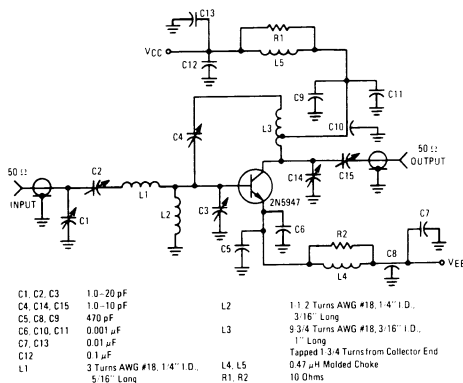 C13
R1
VCC
L5
C12
C9
C11
C10
L3
C4
50 Ω
50 Ω
OUTPUT
C2
C14
C15
INPUT
L1
2N5947
C1
L2
C3
C6
R2
C7
C5
C8
L4
VEE
C1, C2, C3 1.0-20 pF
C4, C14, C15 1.0-10 pF
C5, C8, C9 470 pF
C6, C10, C11 0.001 μF
C7, C13 0.01 μF
C12 0.1 μF
L1 3 Turns AWG #18, 1/4" I.D.,
5/16" Long
L2 1-1/2 Turns AWG #18, 1/4" I.D.,
3/16" Long
L3 9 3/4 Turns AWG #18, 3/16" I.D.,
1" Long
Tapped 1 3/4 Turns from Collector End
L4, L5 0.47 μH Molded Choke
R1, R2 10 Ohms